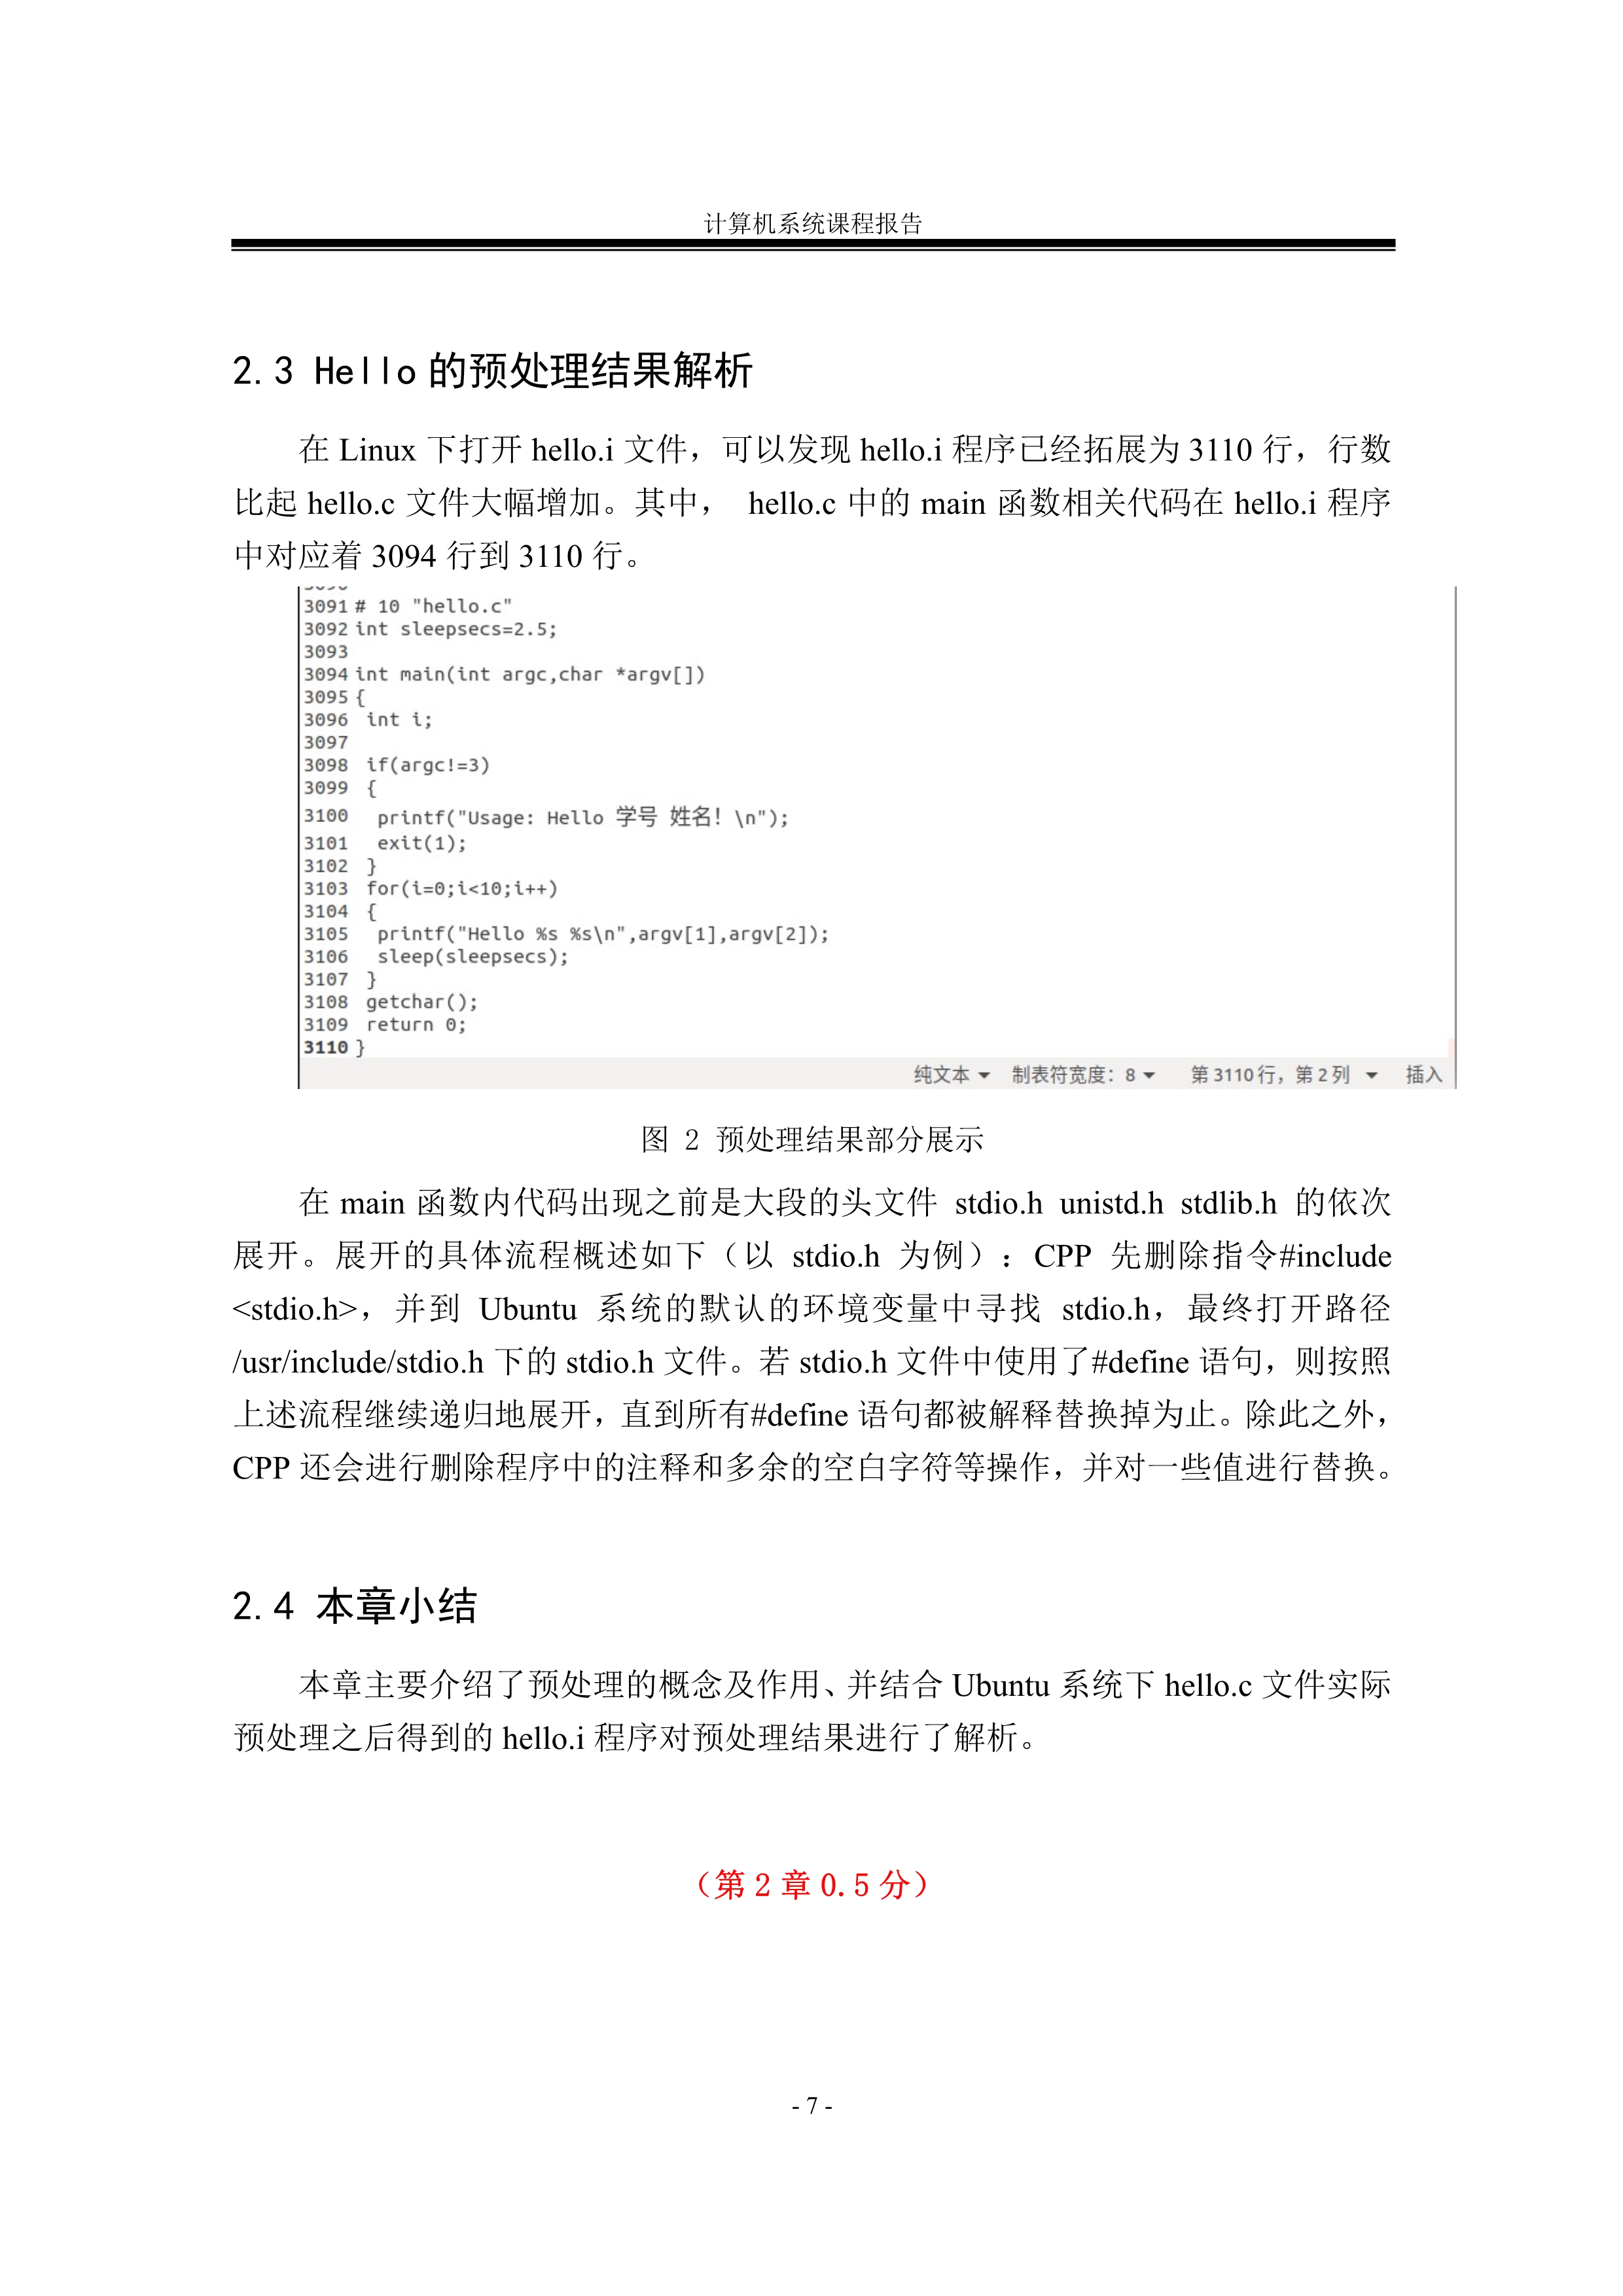 计算机系统课程报告
2.3 Hello 的预处理结果解析
在 Linux 下打开 hello.i 文件，可以发现 hello.i 程序已经拓展为 3110 行，行数
比起 hello.c 文件大幅增加。其中， hello.c 中的 main 函数相关代码在 hello.i 程序
中对应着 3094 行到 3110 行。
3091 # 10 "hello.c"
3092 int sleepsecs=2.5;
3093
3094 int main(int argc,char *argv[])
3095 {
3096  int i;
3097
3098  if(argc!=3)
3099  {
3100   printf("Usage: Hello 学号 姓名！\n");
3101   exit(1);
3102  }
3103  for(i=0;i<10;i++)
3104  {
3105   printf("Hello %s %s\n",argv[1],argv[2]);
3106   sleep(sleepsecs);
3107  }
3108  getchar();
3109  return 0;
3110 }
纯文本 制表符宽度：8 第 3110 行，第 2 列 插入
图 2 预处理结果部分展示
在 main 函数内代码出现之前是大段的头文件 stdio.h unistd.h stdlib.h 的依次
展开。展开的具体流程概述如下（以 stdio.h 为例）：CPP 先删除指令#include
<stdio.h>，并到 Ubuntu 系统的默认的环境变量中寻找 stdio.h，最终打开路径
/usr/include/stdio.h 下的 stdio.h 文件。若 stdio.h 文件中使用了#define 语句，则按照
上述流程继续递归地展开，直到所有#define 语句都被解释替换掉为止。除此之外，
CPP 还会进行删除程序中的注释和多余的空白字符等操作，并对一些值进行替换。
2.4 本章小结
本章主要介绍了预处理的概念及作用、并结合 Ubuntu 系统下 hello.c 文件实际
预处理之后得到的 hello.i 程序对预处理结果进行了解析。
（第 2 章 0.5 分）
- 7 -